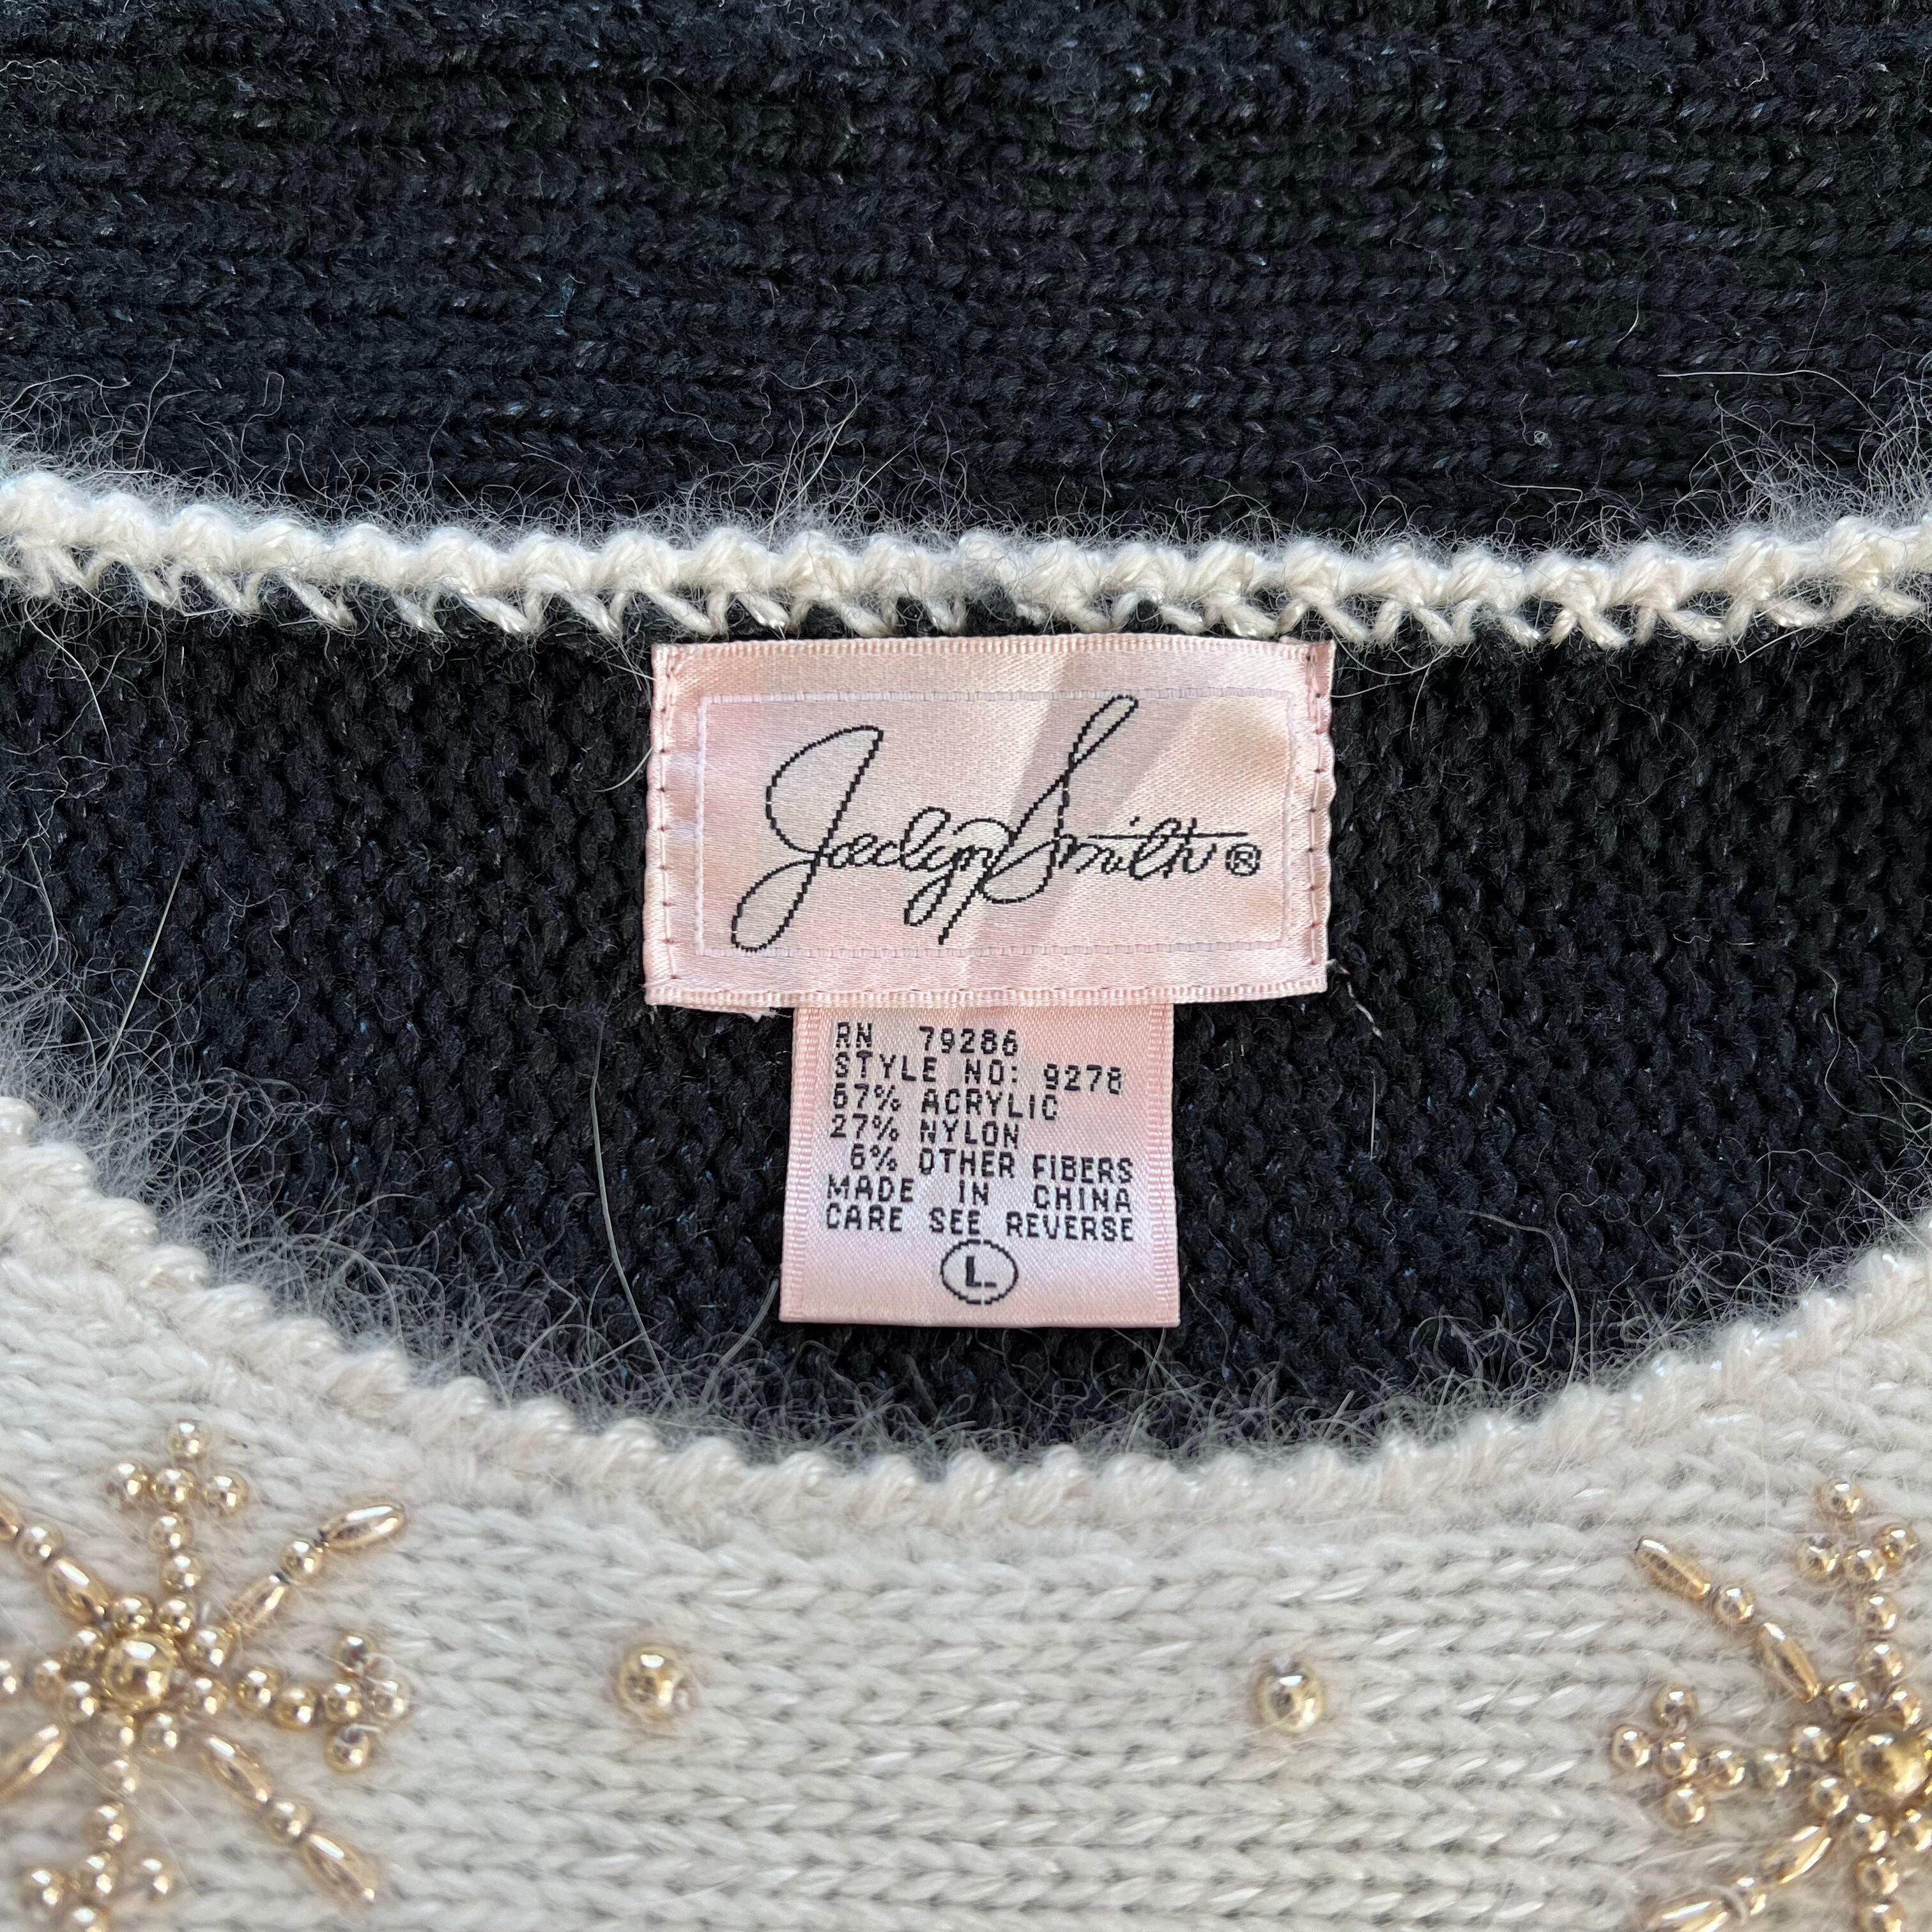 Jaclyn Smith ®
RN 79286
STYLE NO: 9278
67% ACRYLIC
27% NYLON
6% OTHER FIBERS
MADE IN CHINA
CARE SEE REVERSE
L